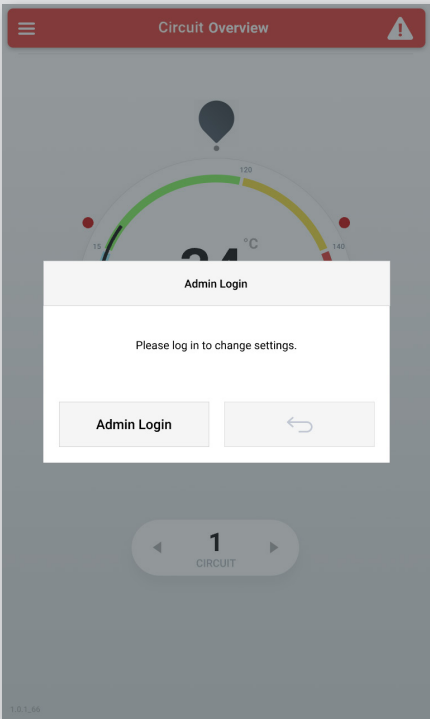 Circuit Overview
120
°C
15
140
Admin Login
Please log in to change settings.
Admin Login
1
CIRCUIT
1.0.1_66